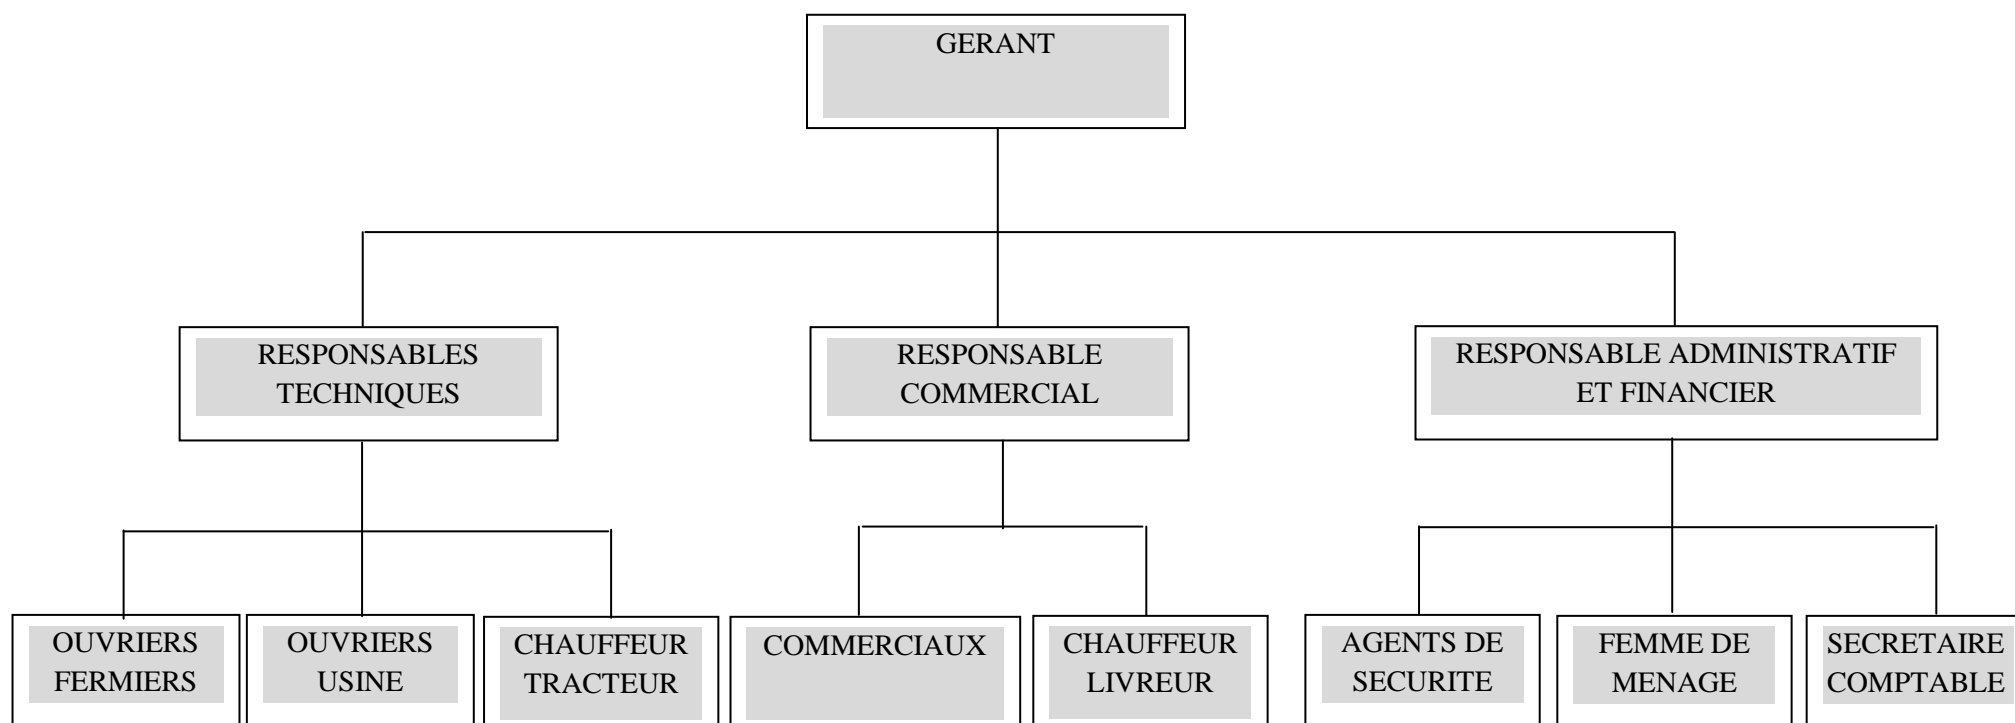 GERANT
RESPONSABLES
TECHNIQUES
RESPONSABLE
COMMERCIAL
RESPONSABLE ADMINISTRATIF
ET FINANCIER
OUVRIERS
FERMIERS
OUVRIERS
USINE
CHAUFFEUR
TRACTEUR
COMMERCIAUX
CHAUFFEUR
LIVREUR
AGENTS DE
SECURITE
FEMME DE
MENAGE
SECRETAIRE
COMPTABLE